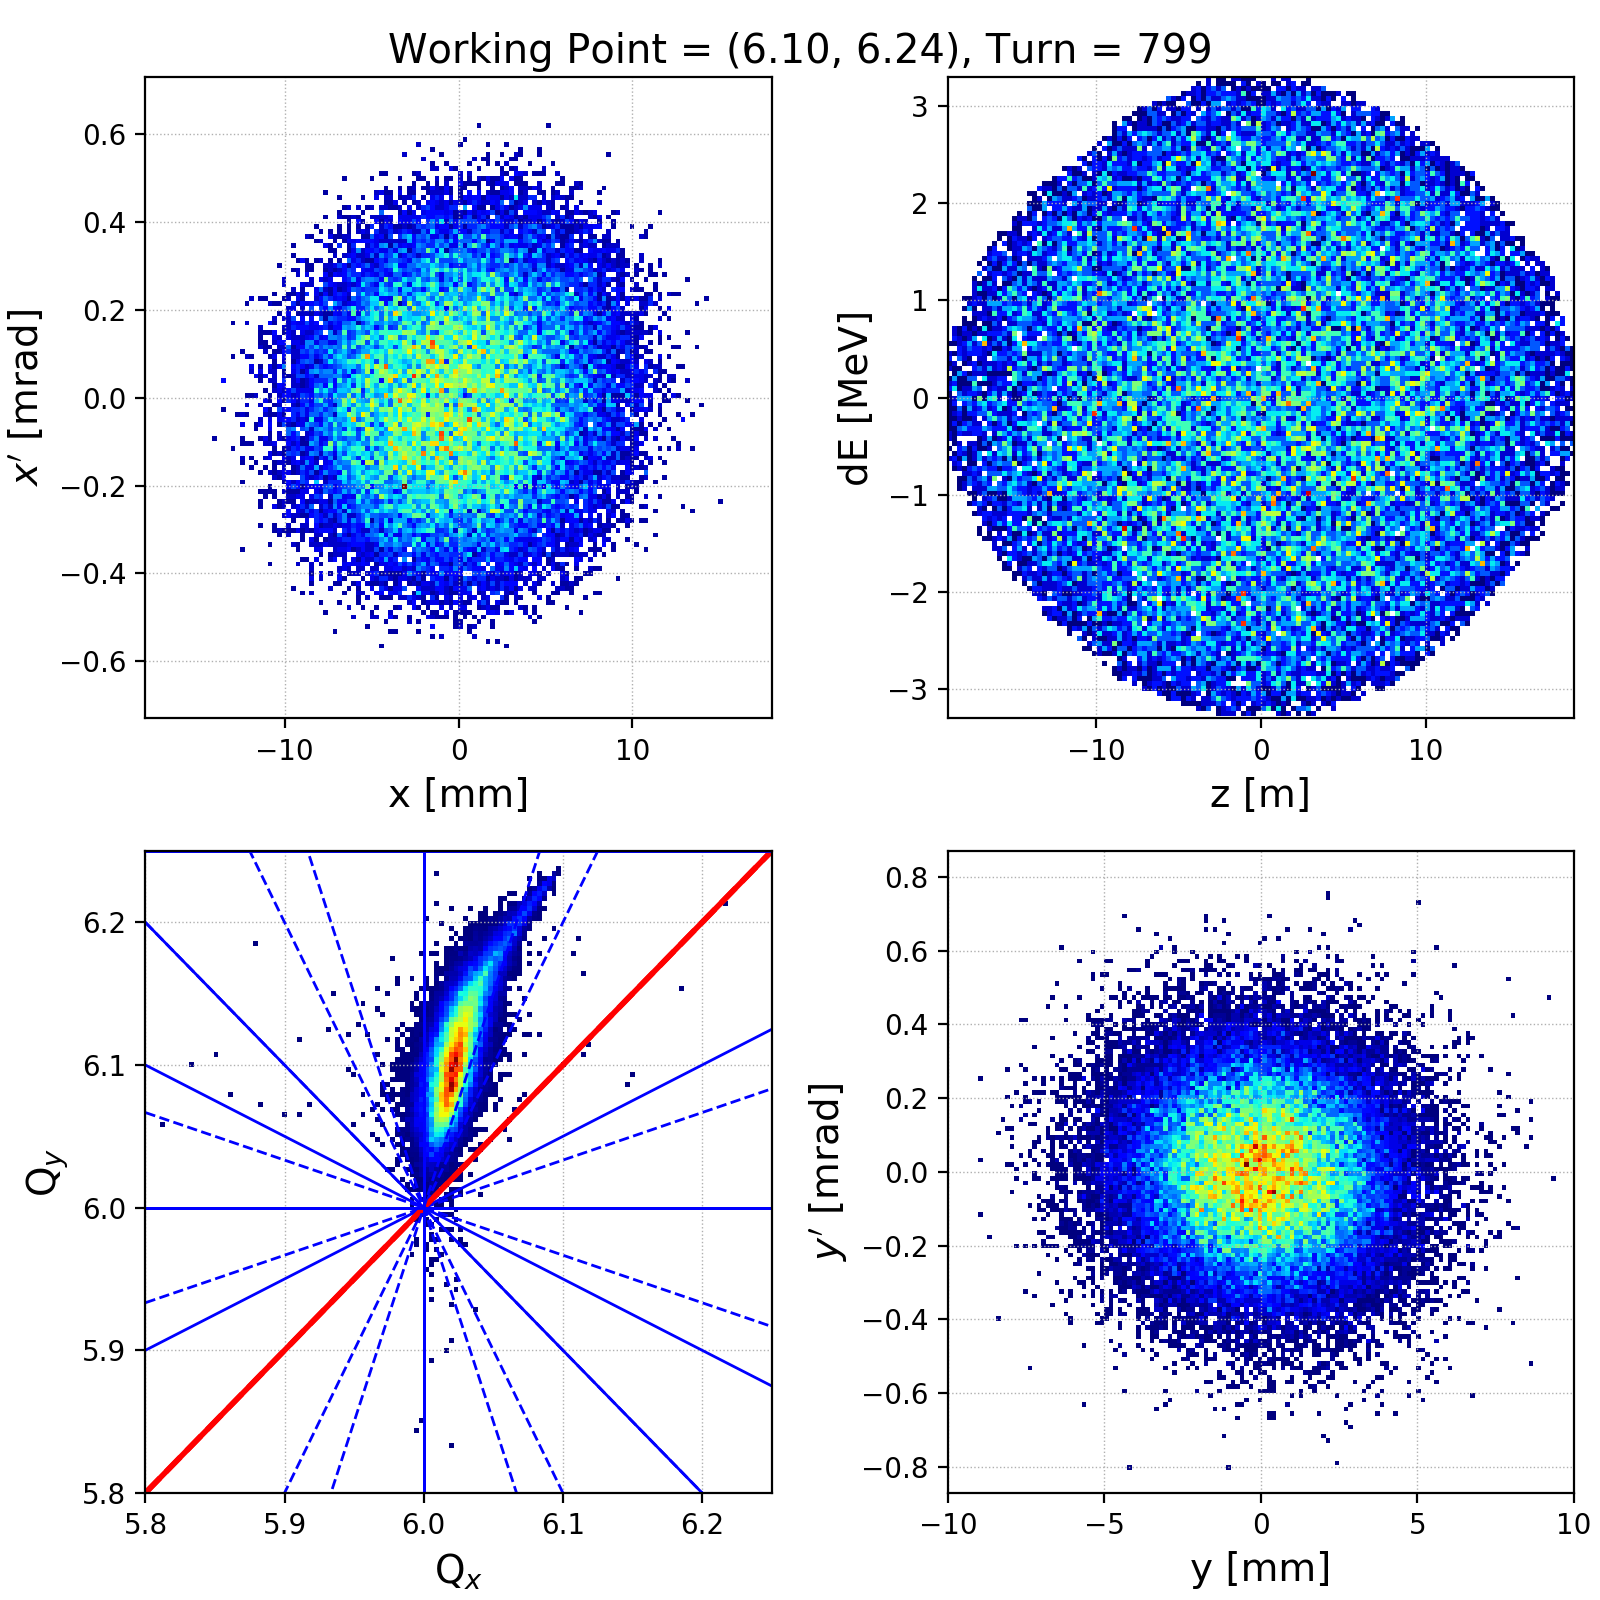 Working Point = (6.10, 6.24), Turn = 799
0.6
0.4
0.2
0.0
−0.2
−0.4
−0.6
x′ [mrad]
−10 0 10
x [mm]
3
2
1
0
−1
−2
−3
dE [MeV]
−10 0 10
z [m]
6.2
6.1
6.0
5.9
5.8
Qy
5.8 5.9 6.0 6.1 6.2
Qx
0.8
0.6
0.4
0.2
0.0
−0.2
−0.4
−0.6
−0.8
y′ [mrad]
−10 −5 0 5 10
y [mm]